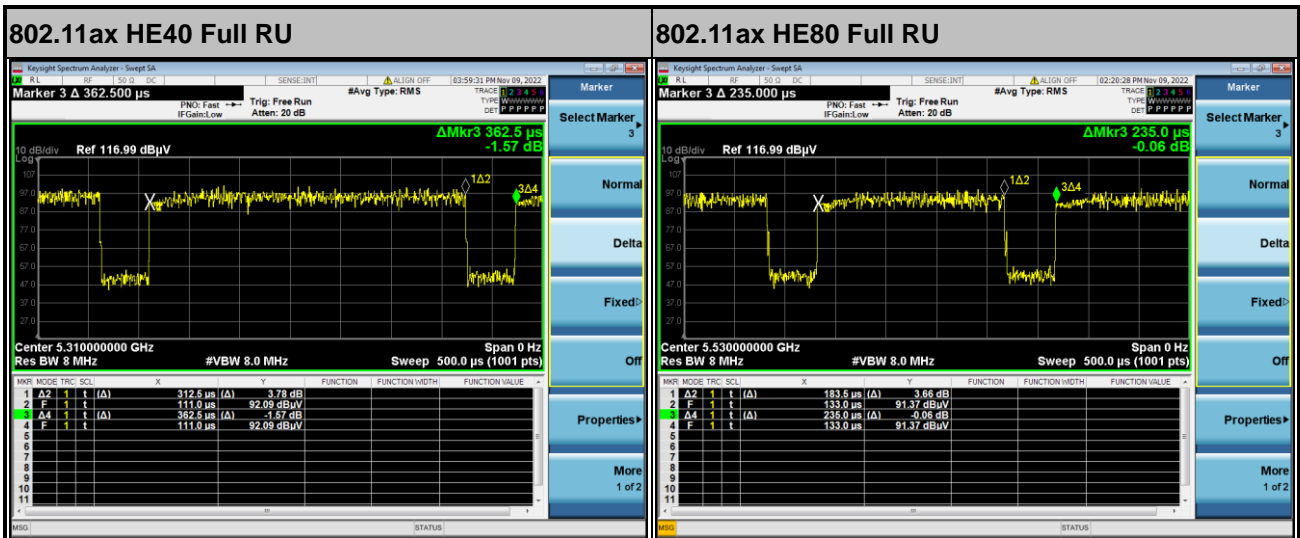 802.11ax HE40 Full RU
Keysight Spectrum Analyzer - Swept SA
RL RF 50 Ω DC SENSE:INT ALIGN OFF 03:59:31 PM Nov 09, 2022
Marker 3 Δ 362.500 µs
PNO: Fast
IFGain:Low
Trig: Free Run
Atten: 20 dB
#Avg Type: RMS
TRACE 1 2 3 4 5 6
TYPE WWWWWW
DET P P P P P P
ΔMkr3 362.5 µs
-1.57 dB
10 dB/div Ref 116.99 dBµV
Log
107
97.0
87.0
77.0
67.0
57.0
47.0
37.0
27.0
1Δ2
3Δ4
X
Center 5.310000000 GHz Span 0 Hz
Res BW 8 MHz #VBW 8.0 MHz Sweep 500.0 µs (1001 pts)
MKR MODE TRC SCL X Y FUNCTION FUNCTION WIDTH FUNCTION VALUE
1 Δ2 1 t (Δ) 312.5 µs (Δ) 3.78 dB
2 F 1 t 111.0 µs 92.09 dBµV
3 Δ4 1 t (Δ) 362.5 µs (Δ) -1.57 dB
4 F 1 t 111.0 µs 92.09 dBµV
5
6
7
8
9
10
11
MSG STATUS
Marker
Select Marker
3
Normal
Delta
Fixed
Off
Properties
More
1 of 2
802.11ax HE80 Full RU
Keysight Spectrum Analyzer - Swept SA
RL RF 50 Ω DC SENSE:INT ALIGN OFF 02:20:28 PM Nov 09, 2022
Marker 3 Δ 235.000 µs
PNO: Fast
IFGain:Low
Trig: Free Run
Atten: 20 dB
#Avg Type: RMS
TRACE 1 2 3 4 5 6
TYPE WWWWWW
DET P P P P P P
ΔMkr3 235.0 µs
-0.06 dB
10 dB/div Ref 116.99 dBµV
Log
107
97.0
87.0
77.0
67.0
57.0
47.0
37.0
27.0
1Δ2
3Δ4
X
Center 5.530000000 GHz Span 0 Hz
Res BW 8 MHz #VBW 8.0 MHz Sweep 500.0 µs (1001 pts)
MKR MODE TRC SCL X Y FUNCTION FUNCTION WIDTH FUNCTION VALUE
1 Δ2 1 t (Δ) 183.5 µs (Δ) 3.66 dB
2 F 1 t 133.0 µs 91.37 dBµV
3 Δ4 1 t (Δ) 235.0 µs (Δ) -0.06 dB
4 F 1 t 133.0 µs 91.37 dBµV
5
6
7
8
9
10
11
MSG STATUS
Marker
Select Marker
3
Normal
Delta
Fixed
Off
Properties
More
1 of 2